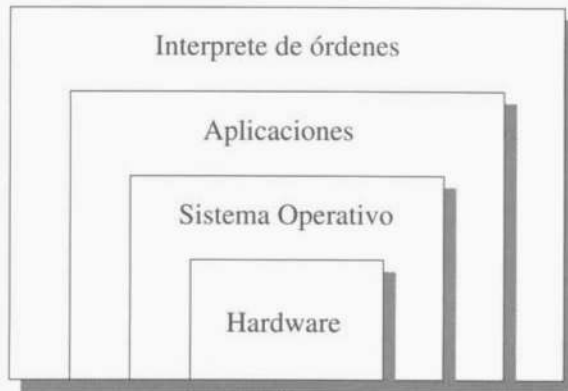 Interprete de órdenes
Aplicaciones
Sistema Operativo
Hardware